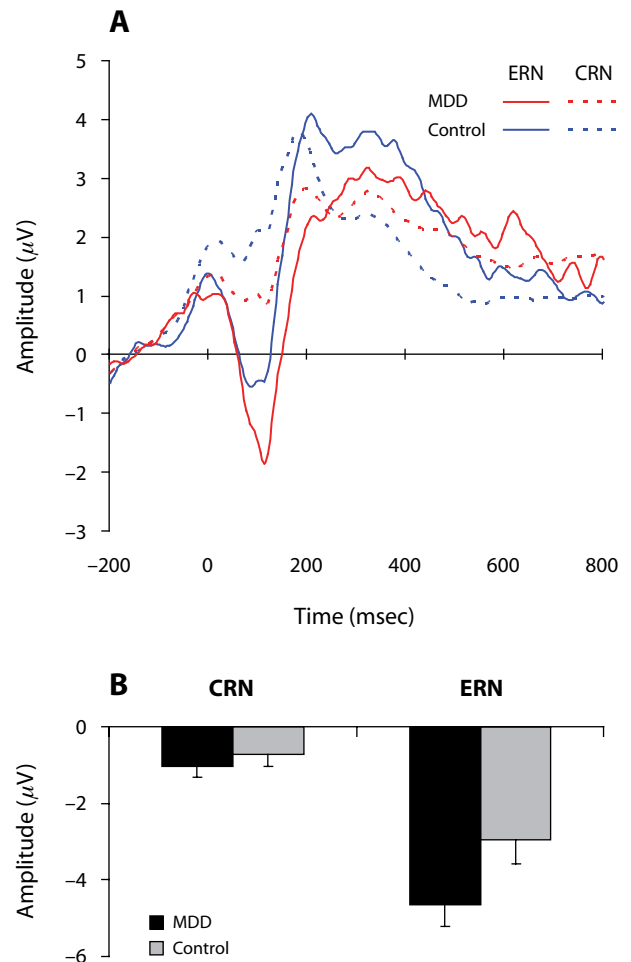 A
5
4
3
2
1
0
−1
−2
−3
Amplitude (μV)
ERN CRN
MDD
Control
−200 0 200 400 600 800
Time (msec)
B
CRN ERN
0
−2
−4
−6
Amplitude (μV)
MDD
Control